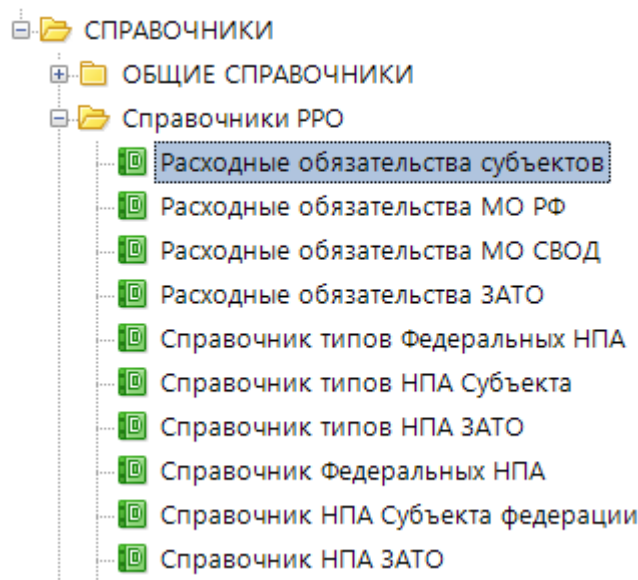 СПРАВОЧНИКИ
ОБЩИЕ СПРАВОЧНИКИ
Справочники РРО
Расходные обязательства субъектов
Расходные обязательства МО РФ
Расходные обязательства МО СВОД
Расходные обязательства ЗАТО
Справочник типов Федеральных НПА
Справочник типов НПА Субъекта
Справочник типов НПА ЗАТО
Справочник Федеральных НПА
Справочник НПА Субъекта федерации
Справочник НПА ЗАТО